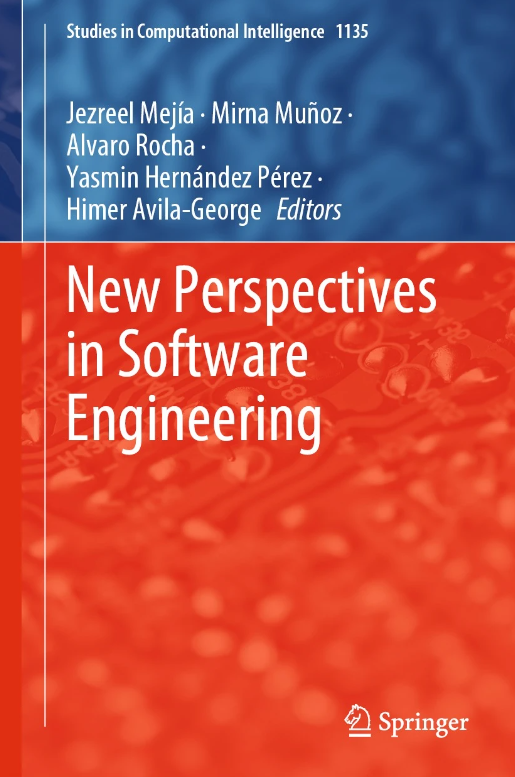 Studies in Computational Intelligence 1135
Jezreel Mejía · Mirna Muñoz ·
Alvaro Rocha ·
Yasmin Hernández Pérez ·
Himer Avila-George Editors
New Perspectives
in Software
Engineering
Springer